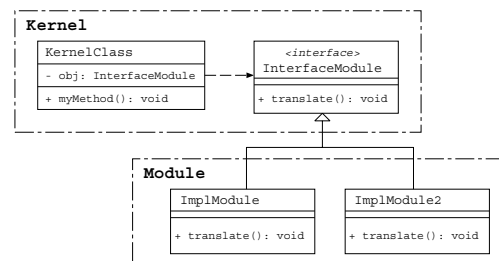 Kernel
KernelClass
- obj: InterfaceModule
+ myMethod(): void
<interface>
InterfaceModule
+ translate(): void
Module
ImplModule
+ translate(): void
ImplModule2
+ translate(): void